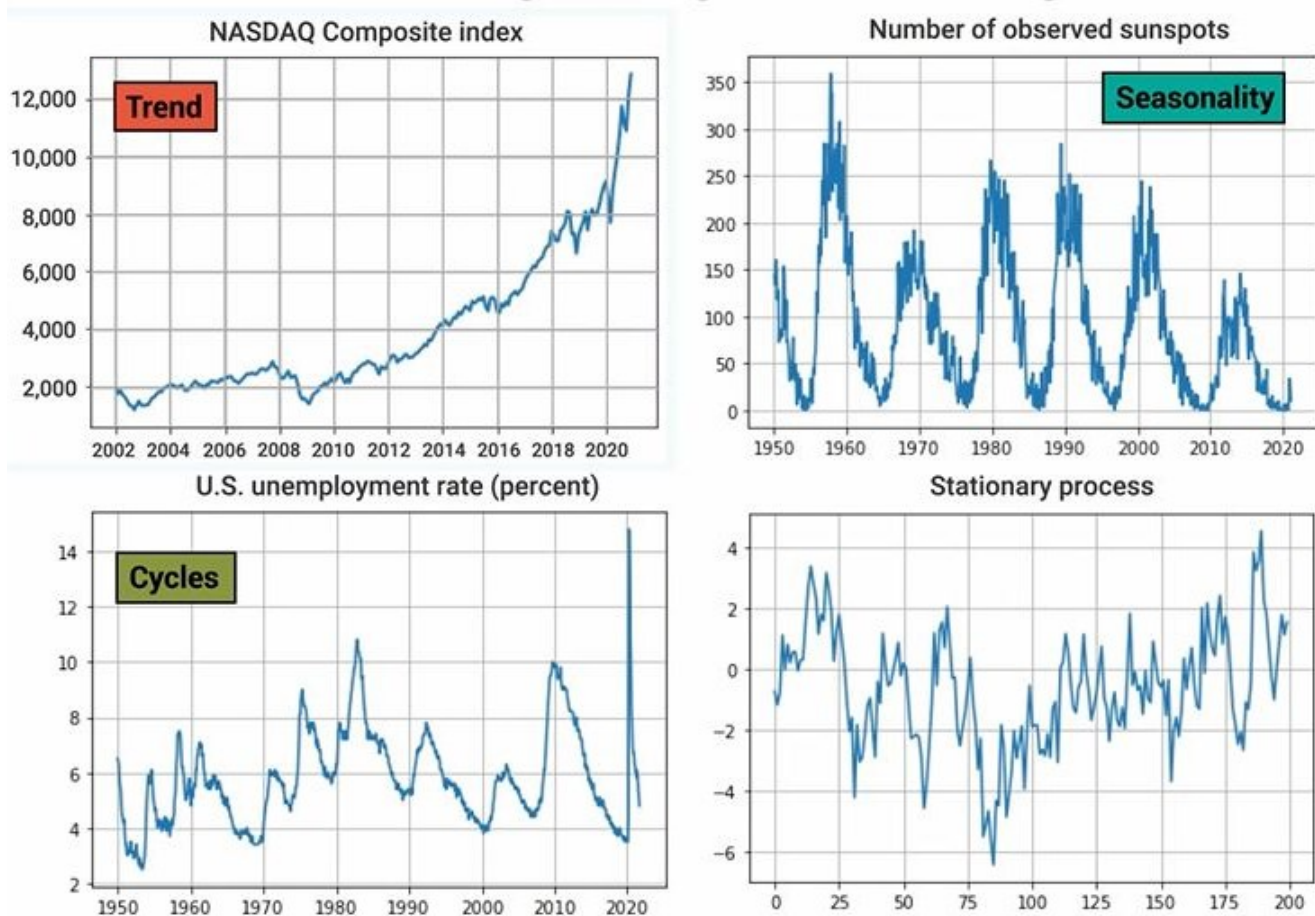 NASDAQ Composite index
Trend
12,000
10,000
8,000
6,000
4,000
2,000
2002 2004 2006 2008 2010 2012 2014 2016 2018 2020
Number of observed sunspots
Seasonality
350
300
250
200
150
100
50
0
1950 1960 1970 1980 1990 2000 2010 2020
U.S. unemployment rate (percent)
Cycles
14
12
10
8
6
4
2
1950 1960 1970 1980 1990 2000 2010 2020
Stationary process
4
2
0
−2
−4
−6
0 25 50 75 100 125 150 175 200